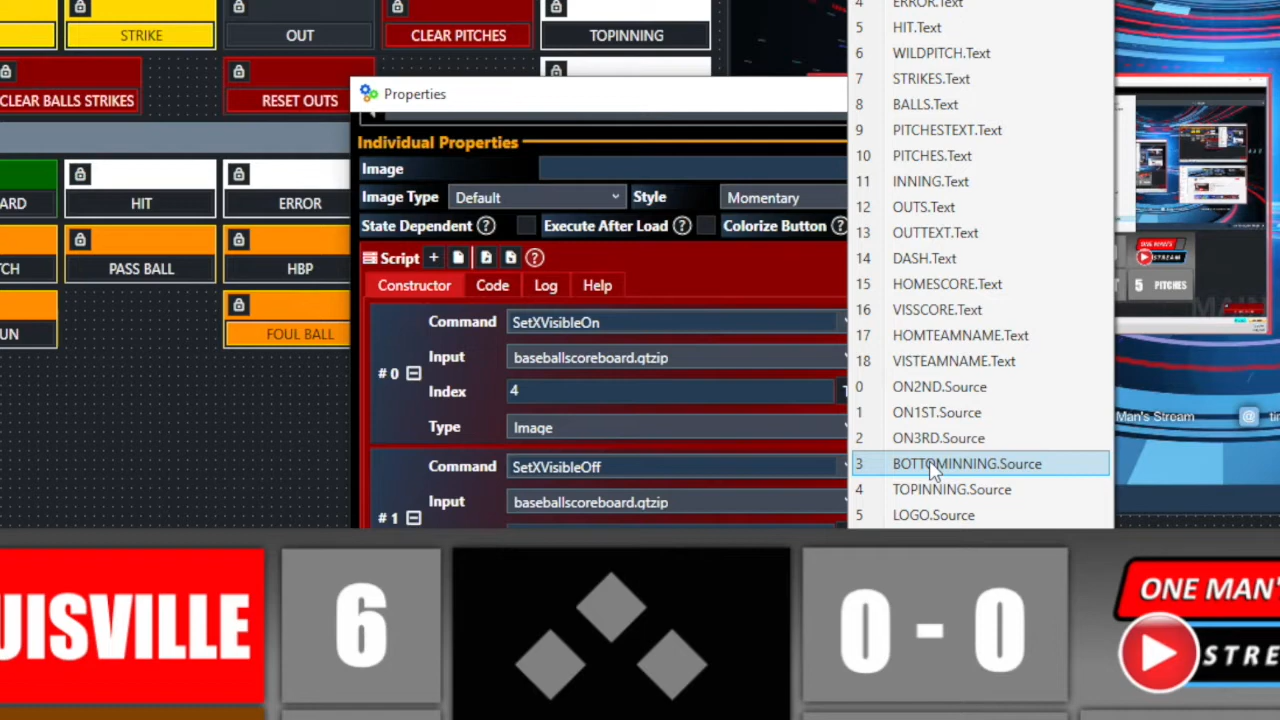 STRIKE
OUT
CLEAR PITCHES
TOPINNING
CLEAR BALLS STRIKES
RESET OUTS
ARD
HIT
ERROR
TCH
PASS BALL
HBP
UN
FOUL BALL
Properties
Individual Properties
Image
Image Type Default Style Momentary
State Dependent ? Execute After Load ? Colorize Button ?
Script + ?
Constructor Code Log Help
# 0
Command SetXVisibleOn
Input baseballscoreboard.gtzip
Index 4
Type Image
# 1
Command SetXVisibleOff
Input baseballscoreboard.gtzip
4 ERROR.Text
5 HIT.Text
6 WILDPITCH.Text
7 STRIKES.Text
8 BALLS.Text
9 PITCHESTEXT.Text
10 PITCHES.Text
11 INNING.Text
12 OUTS.Text
13 OUTTEXT.Text
14 DASH.Text
15 HOMESCORE.Text
16 VISSCORE.Text
17 HOMTEAMNAME.Text
18 VISTEAMNAME.Text
0 ON2ND.Source
1 ON1ST.Source
2 ON3RD.Source
3 BOTTOMINNING.Source
4 TOPINNING.Source
5 LOGO.Source
ONE MAN'S
STREAM
5 PITCHES
Man's Stream @
UISVILLE
6
0 - 0
ONE MAN'
STRE